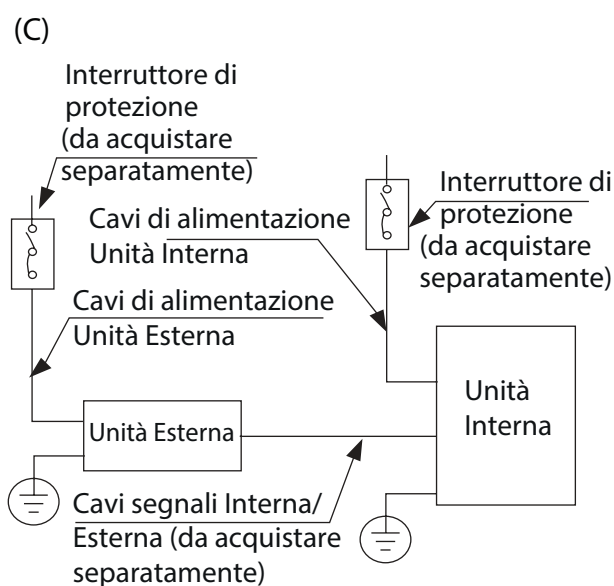 (C)
Interruttore di
protezione
(da acquistare
separatamente)
Interruttore di
protezione
(da acquistare
separatamente)
Cavi di alimentazione
Unità Interna
Cavi di alimentazione
Unità Esterna
Unità
Interna
Unità Esterna
Cavi segnali Interna/
Esterna (da acquistare
separatamente)